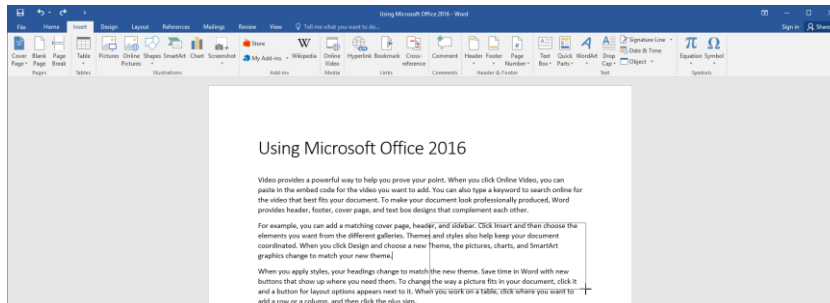 Using Microsoft Office 2016 - Word
File Home Insert Design Layout References Mailings Review View Tell me what you want to do... Sign in Share
Cover Page Blank Page Page Break Table Pictures Online Pictures Shapes SmartArt Chart Screenshot Store My Add-ins Wikipedia Online Video Hyperlink Bookmark Cross-reference Comment Header Footer Page Number Text Box Quick Parts WordArt Drop Cap Signature Line Date & Time Object Equation Symbol
Pages Tables Illustrations Add-ins Media Links Comments Header & Footer Text Symbols
Using Microsoft Office 2016
Video provides a powerful way to help you prove your point. When you click Online Video, you can
paste in the embed code for the video you want to add. You can also type a keyword to search online for
the video that best fits your document. To make your document look professionally produced, Word
provides header, footer, cover page, and text box designs that complement each other.
For example, you can add a matching cover page, header, and sidebar. Click Insert and then choose the
elements you want from the different galleries. Themes and styles also help keep your document
coordinated. When you click Design and choose a new Theme, the pictures, charts, and SmartArt
graphics change to match your new theme.
When you apply styles, your headings change to match the new theme. Save time in Word with new
buttons that show up where you need them. To change the way a picture fits in your document, click it
and a button for layout options appears next to it. When you work on a table, click where you want to
add a row or a column, and then click the plus sign.